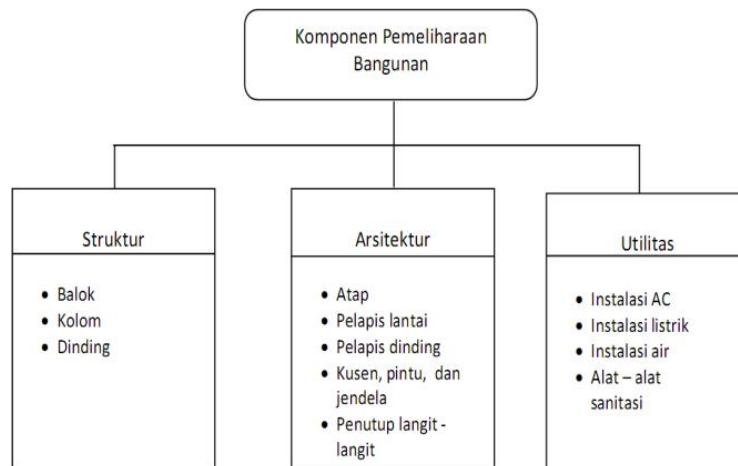 Komponen Pemeliharaan
Bangunan
Struktur
• Balok
• Kolom
• Dinding
Arsitektur
• Atap
• Pelapis lantai
• Pelapis dinding
• Kusen, pintu, dan
jendela
• Penutup langit -
langit
Utilitas
• Instalasi AC
• Instalasi listrik
• Instalasi air
• Alat – alat
sanitasi